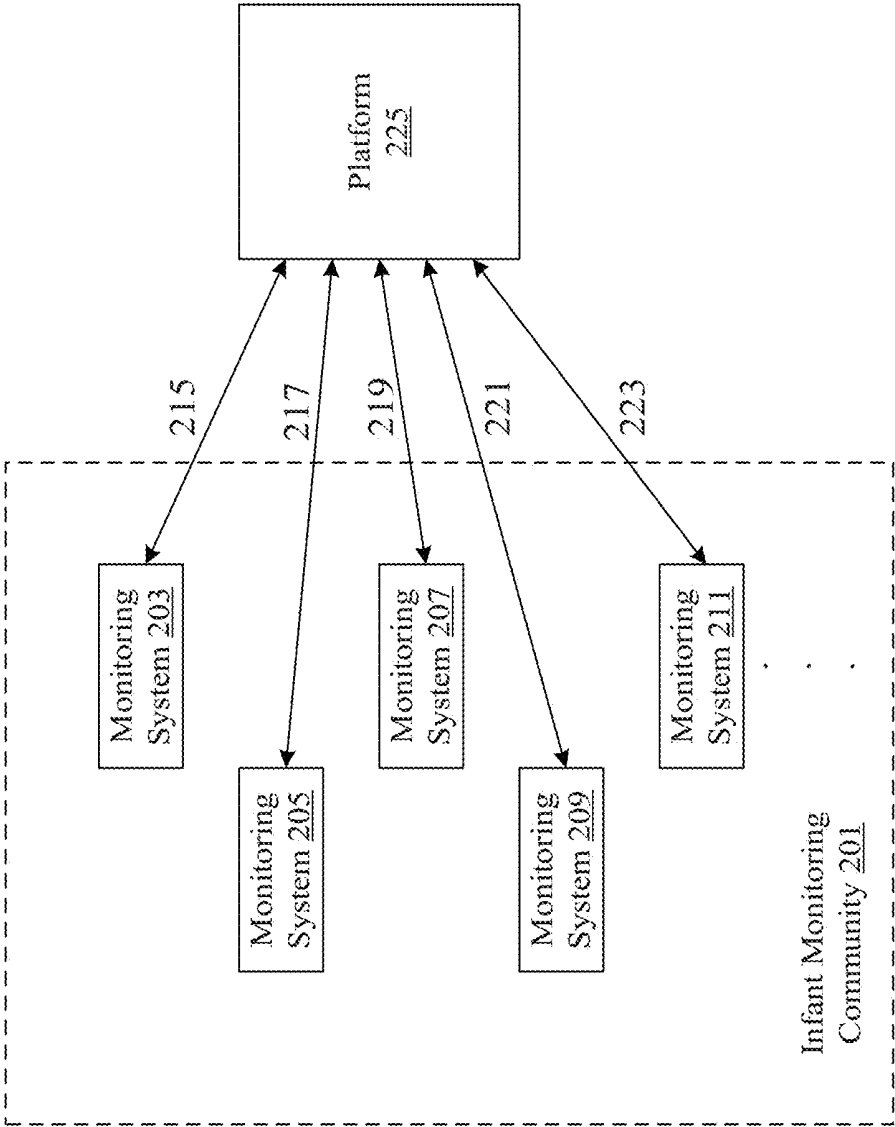 Platform
225
215
217
219
221
223
Monitoring
System 203
Monitoring
System 205
Monitoring
System 207
Monitoring
System 209
Monitoring
System 211
. . .
Infant Monitoring
Community 201